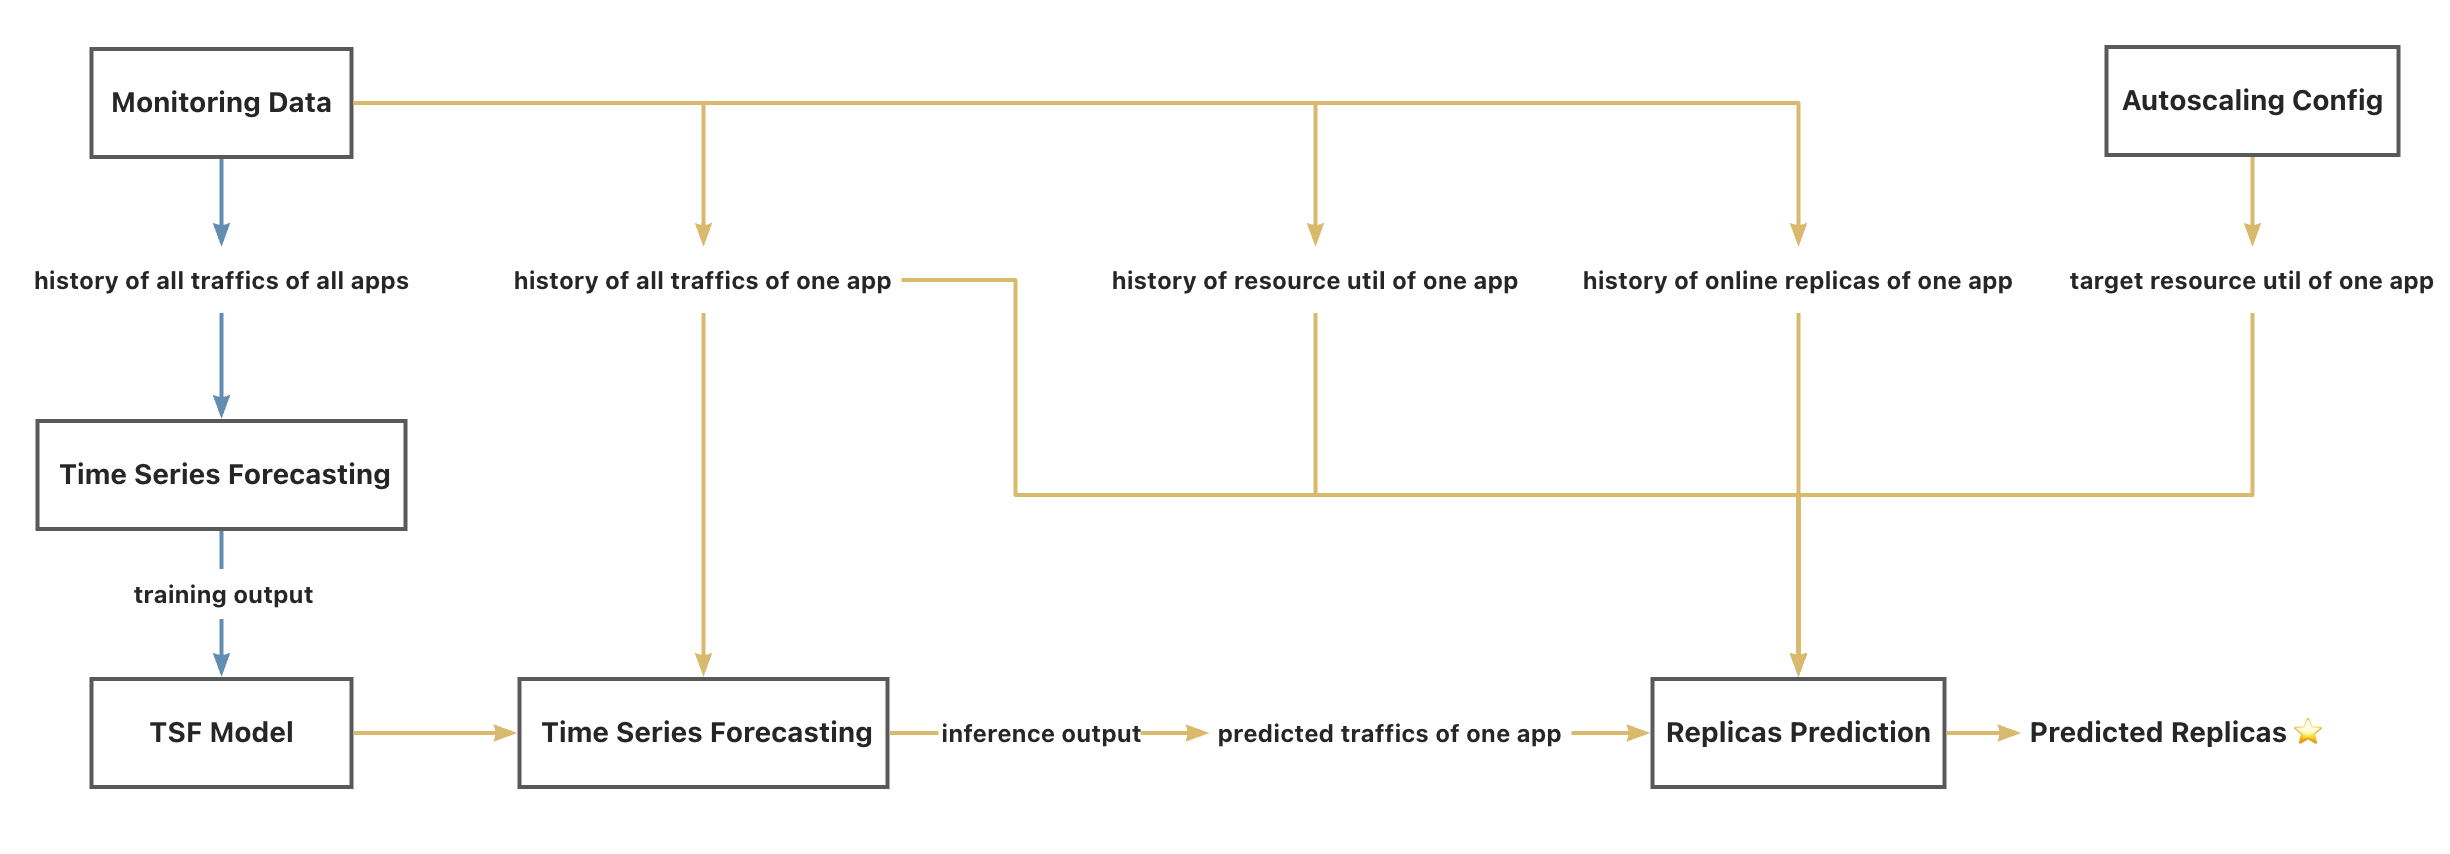 Monitoring Data
Autoscaling Config
history of all traffics of all apps
history of all traffics of one app
history of resource util of one app
history of online replicas of one app
target resource util of one app
Time Series Forecasting
training output
TSF Model
Time Series Forecasting
inference output
predicted traffics of one app
Replicas Prediction
Predicted Replicas ⭐